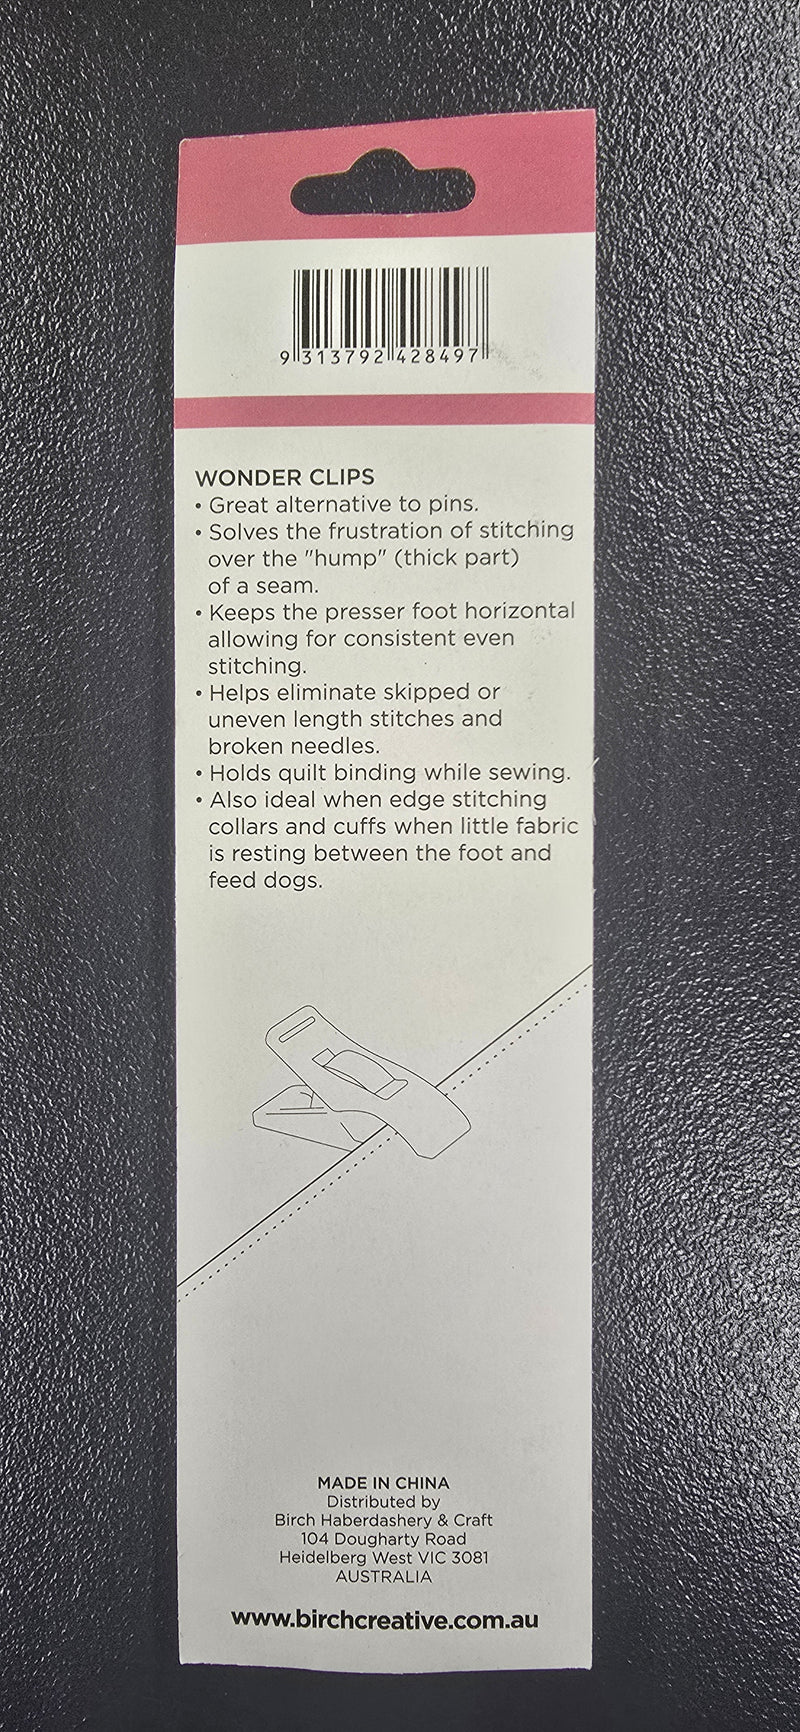 9 313792 428497
WONDER CLIPS
• Great alternative to pins.
• Solves the frustration of stitching
over the "hump" (thick part)
of a seam.
• Keeps the presser foot horizontal
allowing for consistent even
stitching.
• Helps eliminate skipped or
uneven length stitches and
broken needles.
• Holds quilt binding while sewing.
• Also ideal when edge stitching
collars and cuffs when little fabric
is resting between the foot and
feed dogs.
MADE IN CHINA
Distributed by
Birch Haberdashery & Craft
104 Dougharty Road
Heidelberg West VIC 3081
AUSTRALIA
www.birchcreative.com.au